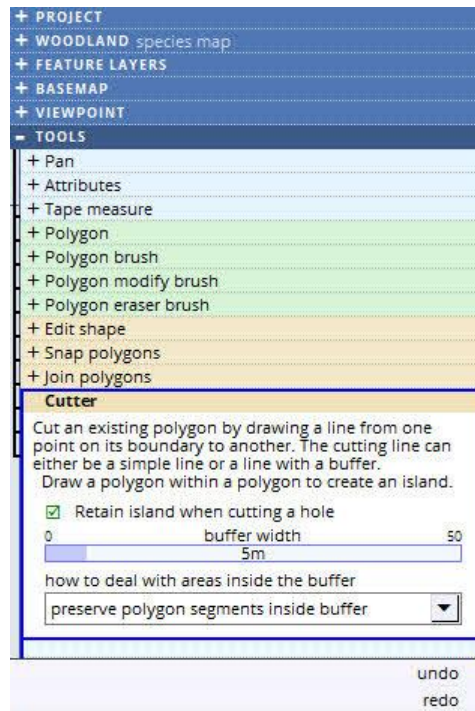 + PROJECT
+ WOODLAND species map
+ FEATURE LAYERS
+ BASEMAP
+ VIEWPOINT
- TOOLS
+ Pan
+ Attributes
+ Tape measure
+ Polygon
+ Polygon brush
+ Polygon modify brush
+ Polygon eraser brush
+ Edit shape
+ Snap polygons
+ Join polygons
Cutter
Cut an existing polygon by drawing a line from one
point on its boundary to another. The cutting line can
either be a simple line or a line with a buffer.
Draw a polygon within a polygon to create an island.
Retain island when cutting a hole
0 buffer width 50
5m
how to deal with areas inside the buffer
preserve polygon segments inside buffer
undo
redo